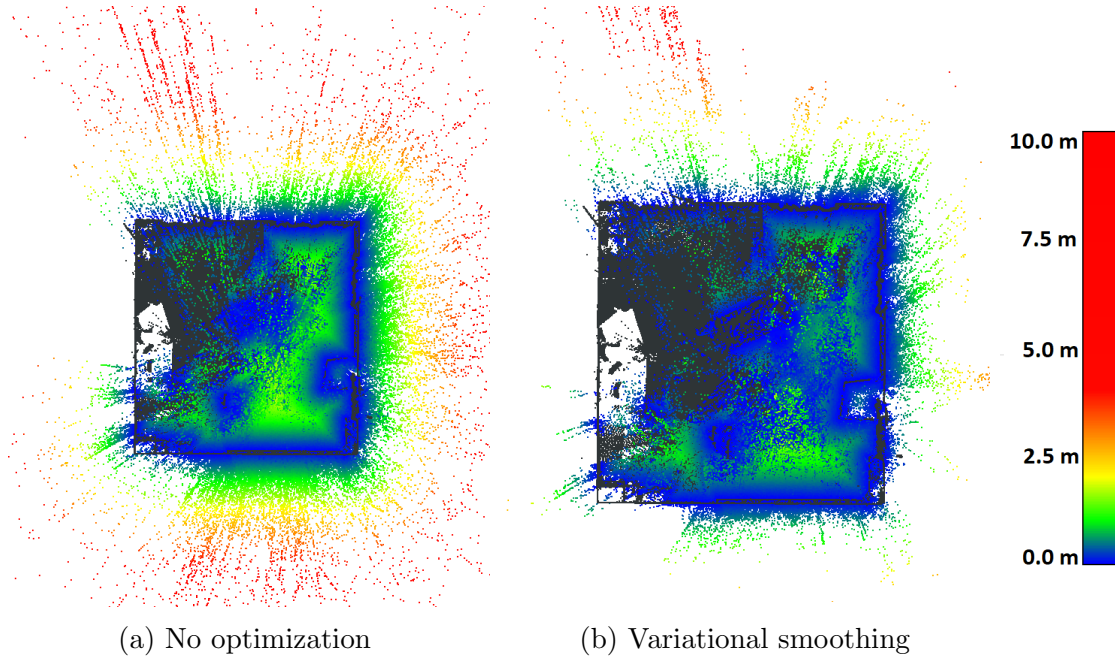 10.0 m
7.5 m
5.0 m
2.5 m
0.0 m
(a) No optimization
(b) Variational smoothing